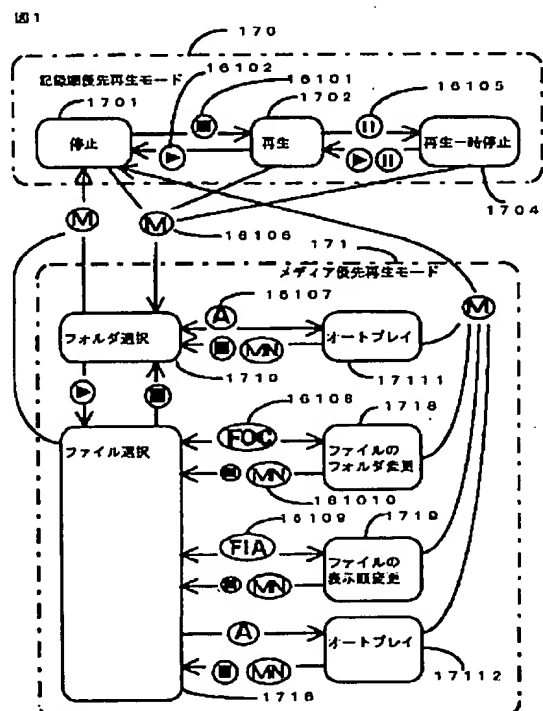 図1
170
記録順優先再生モード
16102
16101
1701
1702
16105
停止
再生
再生一時停止
M
M
16106
1704
171
メディア優先再生モード
16107
M
A
フォルダ選択
オートプレイ
MN
1710
17111
16108
1718
ファイル選択
FOC
ファイルの
フォルダ変更
MN
161010
16109
1719
FIA
ファイルの
表示順変更
MN
A
オートプレイ
MN
17112
1716